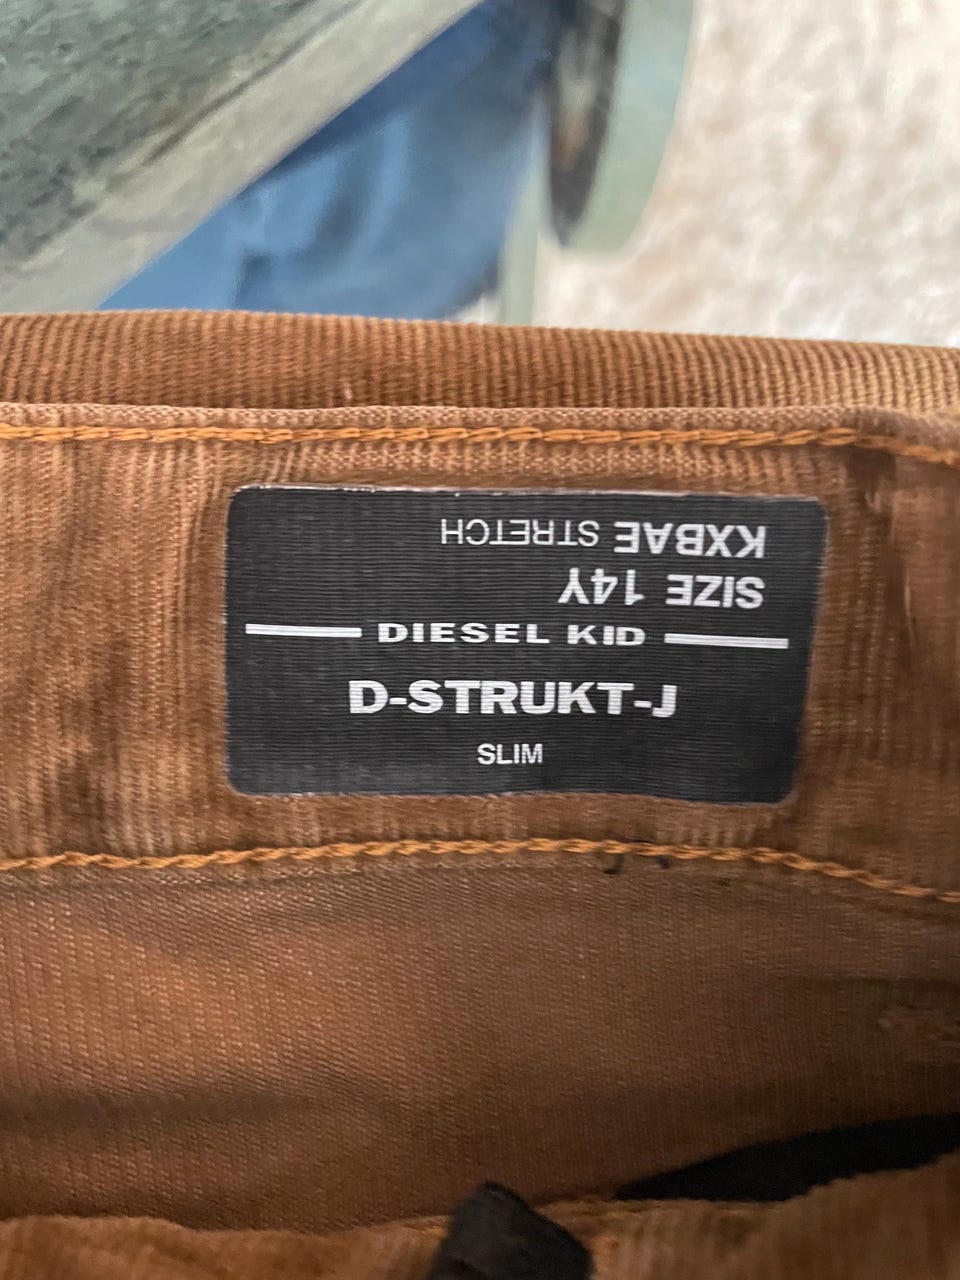 KXBAE STRETCH
SIZE 14Y
DIESEL KID
D-STRUKT-J
SLIM